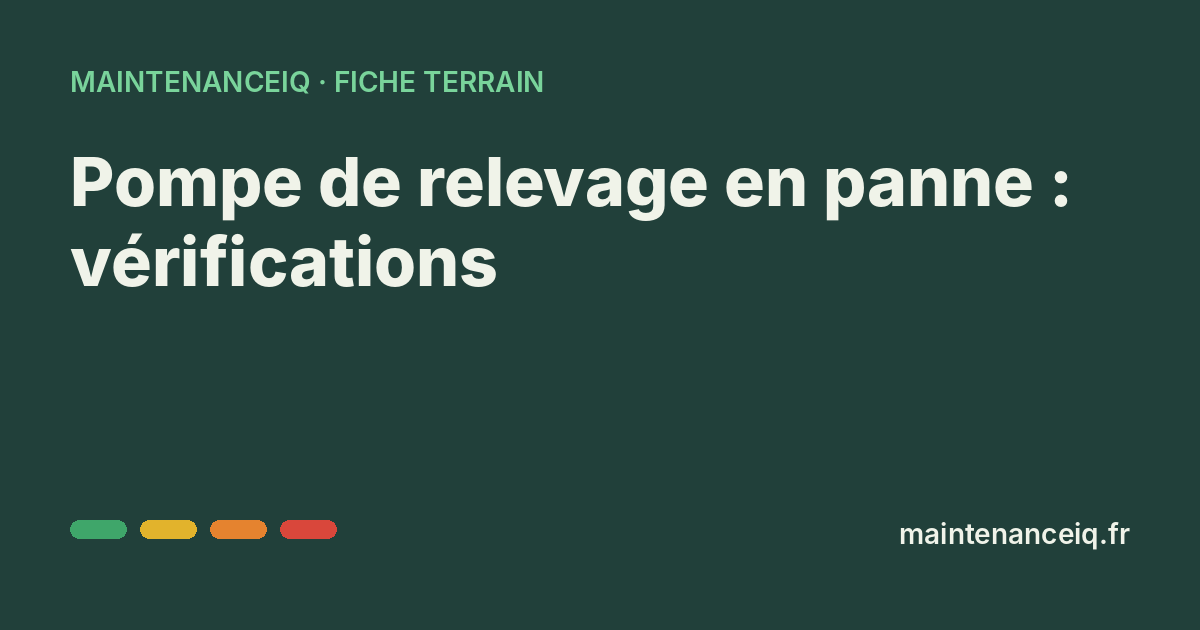 MAINTENANCEIQ · FICHE TERRAIN
Pompe de relevage en panne :
vérifications
maintenanceiq.fr